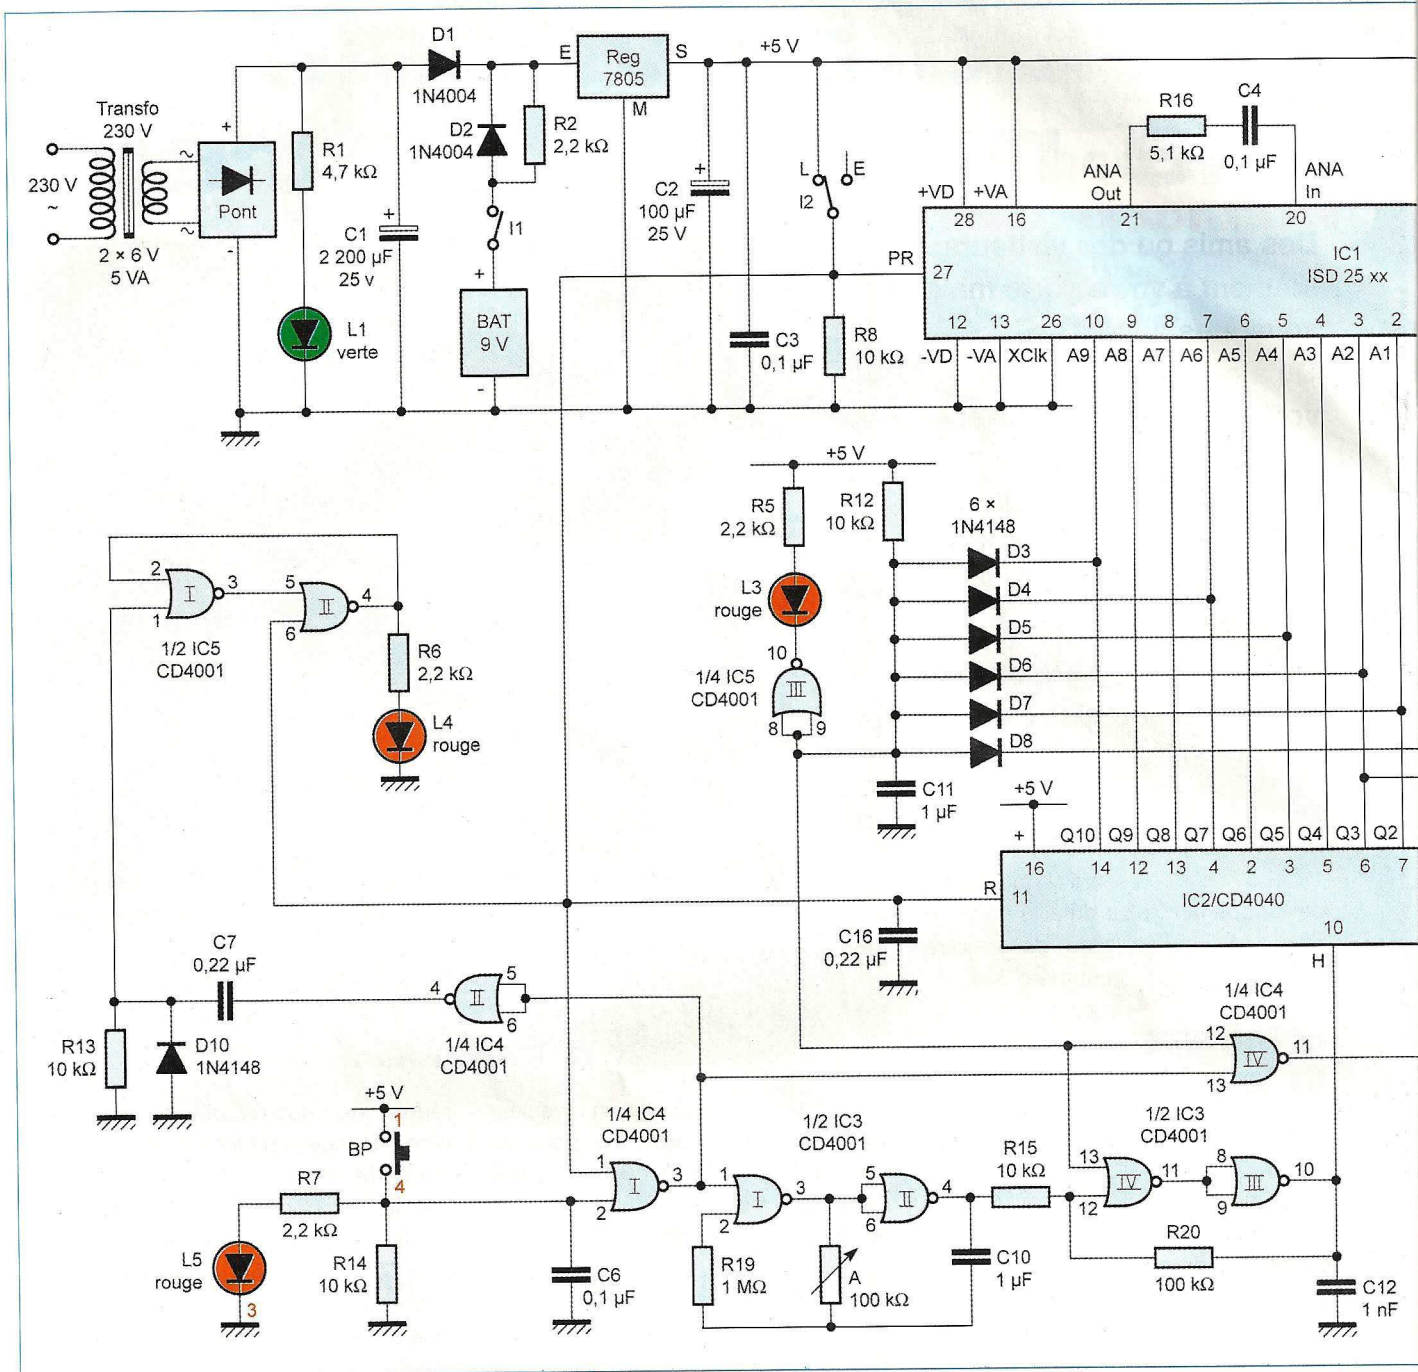 D1
1N4004
E
Reg
7805
S
M
+5 V
Transfo
230 V
230 V
~
+
~
~
-
Pont
2 × 6 V
5 VA
R1
4,7 kΩ
L1
verte
+
C1
2 200 µF
25 v
D2
1N4004
R2
2,2 kΩ
I1
+
BAT
9 V
-
+
C2
100 µF
25 V
C3
0,1 µF
L
E
I2
R8
10 kΩ
R16
5,1 kΩ
C4
0,1 µF
ANA
Out
ANA
In
+VD
+VA
28
16
21
20
PR
27
IC1
ISD 25 xx
12
13
26
10
9
8
7
6
5
4
3
2
-VD
-VA
XClk
A9
A8
A7
A6
A5
A4
A3
A2
A1
+5 V
R5
2,2 kΩ
R12
10 kΩ
6 ×
1N4148
D3
D4
D5
D6
D7
D8
L3
rouge
10
1/4 IC5
CD4001
III
8
9
C11
1 µF
2
1
I
3
5
6
II
4
1/2 IC5
CD4001
R6
2,2 kΩ
L4
rouge
+5 V
+
Q10
Q9
Q8
Q7
Q6
Q5
Q4
Q3
Q2
16
14
12
13
4
2
3
5
6
7
R
11
IC2/CD4040
10
H
C16
0,22 µF
C7
0,22 µF
4
II
5
6
1/4 IC4
CD4001
R13
10 kΩ
D10
1N4148
+5 V
1
BP
4
R7
2,2 kΩ
L5
rouge
3
R14
10 kΩ
C6
0,1 µF
1/4 IC4
CD4001
1
2
I
3
1/2 IC3
CD4001
1
2
I
3
5
6
II
4
R19
1 MΩ
A
100 kΩ
C10
1 µF
R15
10 kΩ
1/4 IC4
CD4001
12
13
IV
11
1/2 IC3
CD4001
13
12
IV
11
8
9
III
10
R20
100 kΩ
C12
1 nF